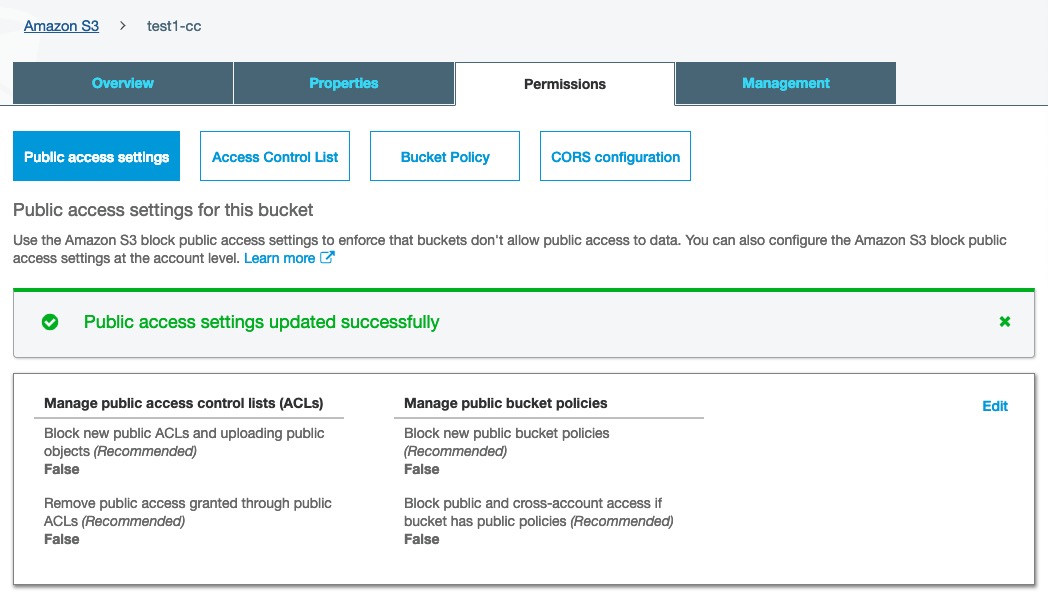 Amazon S3 > test1-cc
Overview Properties Permissions Management
Public access settings Access Control List Bucket Policy CORS configuration
Public access settings for this bucket
Use the Amazon S3 block public access settings to enforce that buckets don't allow public access to data. You can also configure the Amazon S3 block public
access settings at the account level. Learn more
Public access settings updated successfully
Manage public access control lists (ACLs)
Block new public ACLs and uploading public
objects (Recommended)
False
Remove public access granted through public
ACLs (Recommended)
False
Manage public bucket policies
Block new public bucket policies
(Recommended)
False
Block public and cross-account access if
bucket has public policies (Recommended)
False
Edit